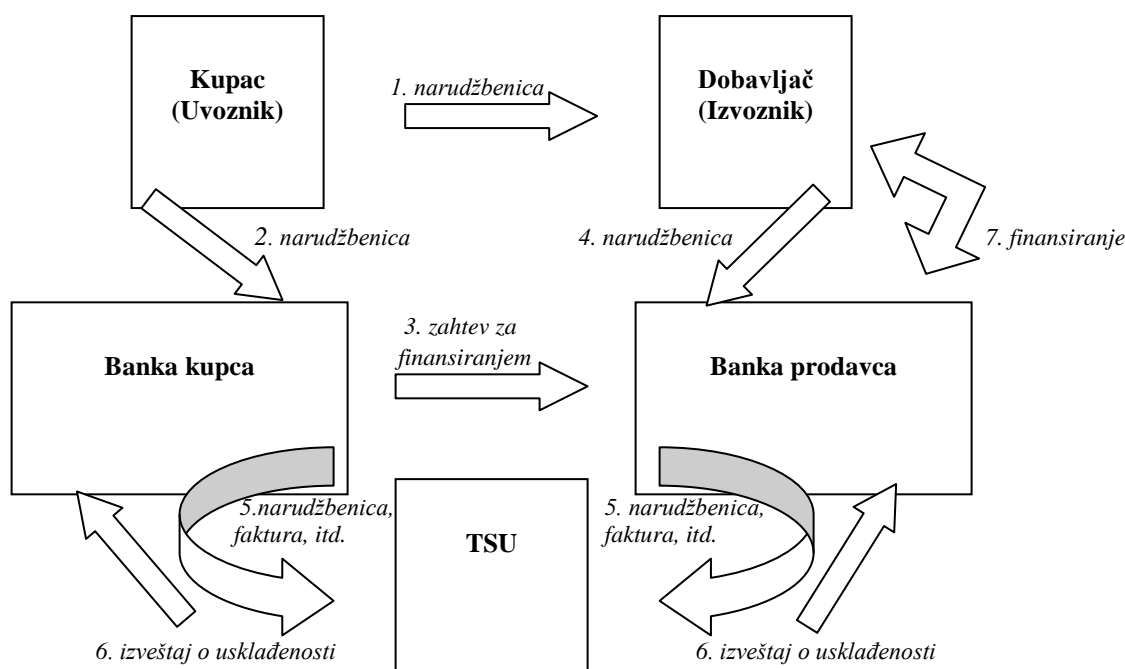 Kupac
(Uvoznik)
1. narudžbenica
Dobavljač
(Izvoznik)
2. narudžbenica
4. narudžbenica
7. finansiranje
Banka kupca
3. zahtev za
finansiranjem
Banka prodavca
5.narudžbenica,
faktura, itd.
TSU
5. narudžbenica,
faktura, itd.
6. izveštaj o usklađenosti
6. izveštaj o usklađenosti